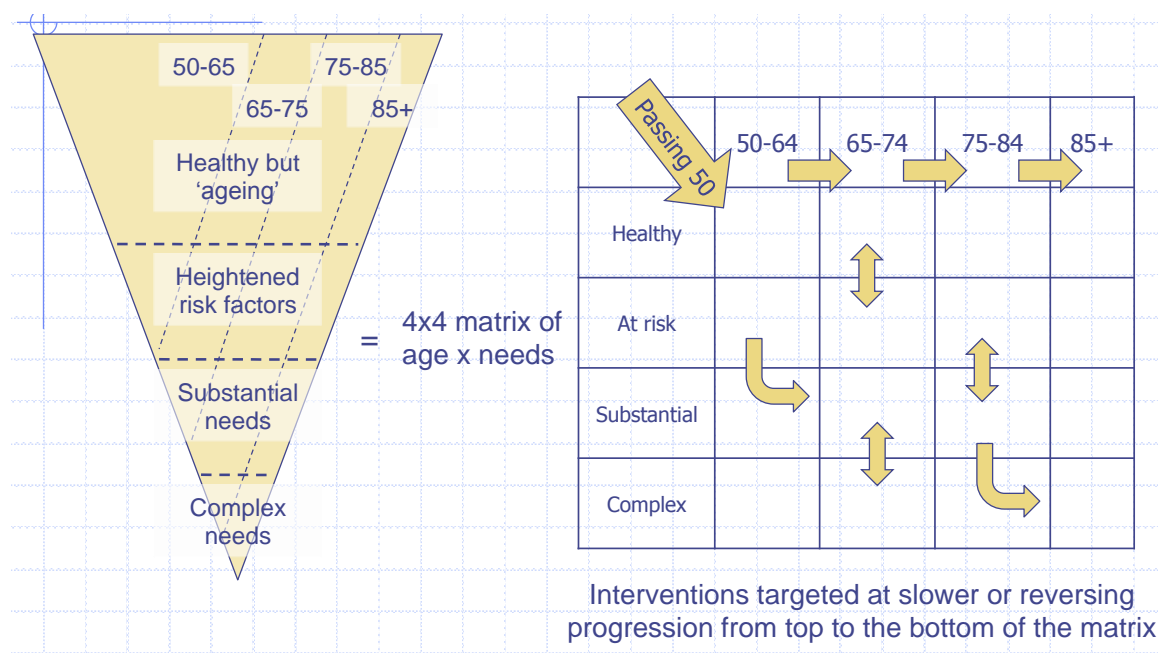 50-65
75-85
65-75
85+
Healthy but
‘ageing’
Heightened
risk factors
Substantial
needs
Complex
needs
=
4x4 matrix of
age x needs
Passing 50
50-64
65-74
75-84
85+
Healthy
At risk
Substantial
Complex
Interventions targeted at slower or reversing
progression from top to the bottom of the matrix